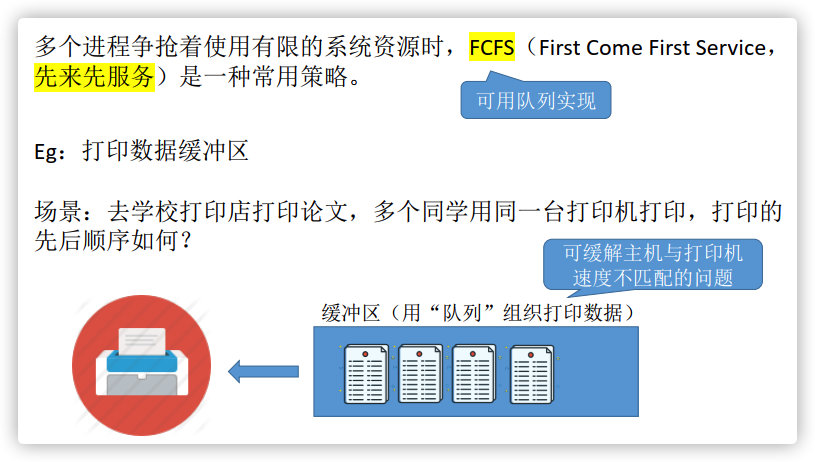 多个进程争抢着使用有限的系统资源时，FCFS（First Come First Service，
先来先服务）是一种常用策略。
可用队列实现
Eg：打印数据缓冲区
场景：去学校打印店打印论文，多个同学用同一台打印机打印，打印的
先后顺序如何？
可缓解主机与打印机
速度不匹配的问题
缓冲区（用“队列”组织打印数据）